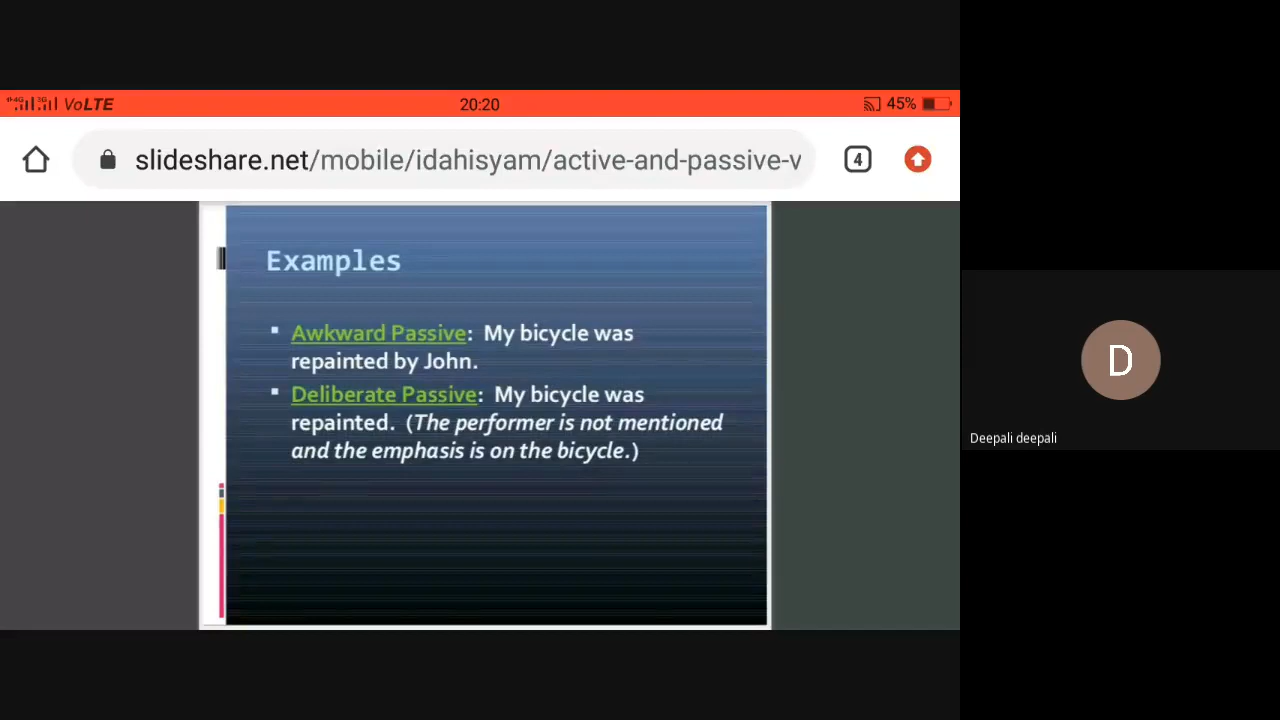 VoLTE 20:20 45%
slideshare.net/mobile/idahisyam/active-and-passive-v 4
Examples
Awkward Passive: My bicycle was
repainted by John.
Deliberate Passive: My bicycle was
repainted. (The performer is not mentioned
and the emphasis is on the bicycle.)
D
Deepali deepali